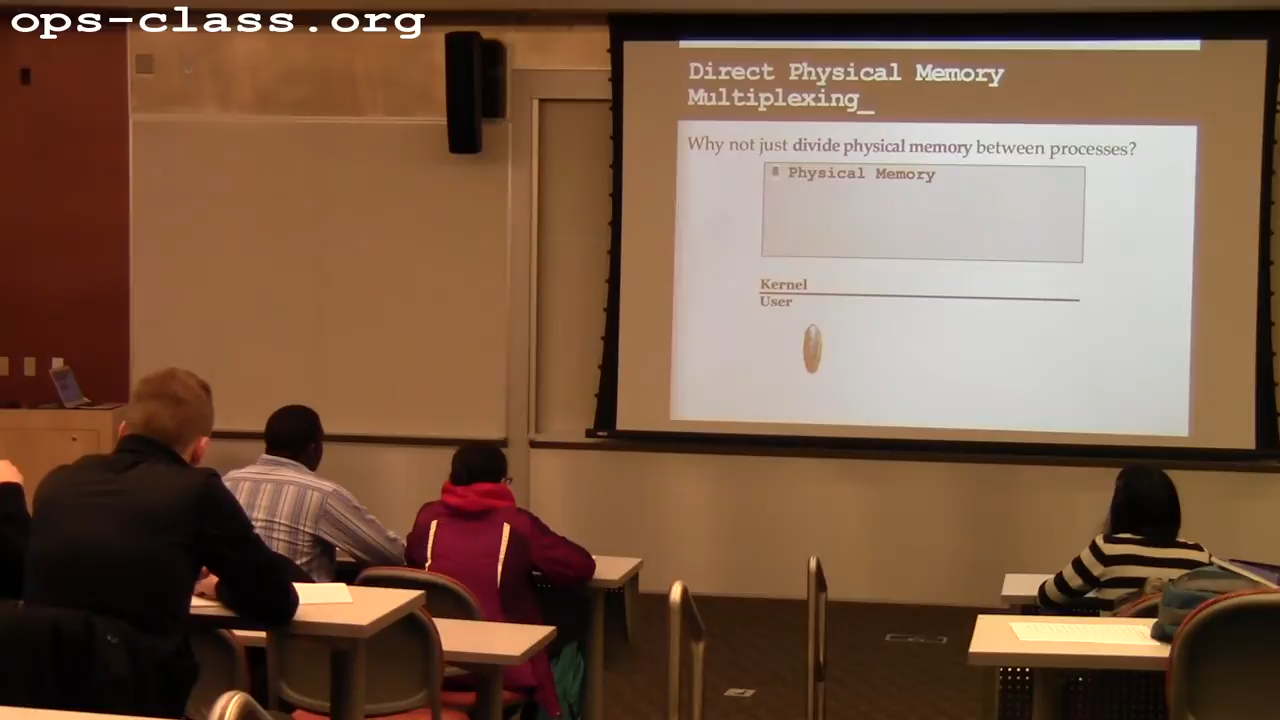 ops-class.org
Direct Physical Memory
Multiplexing_
Why not just divide physical memory between processes?
Physical Memory
Kernel
User